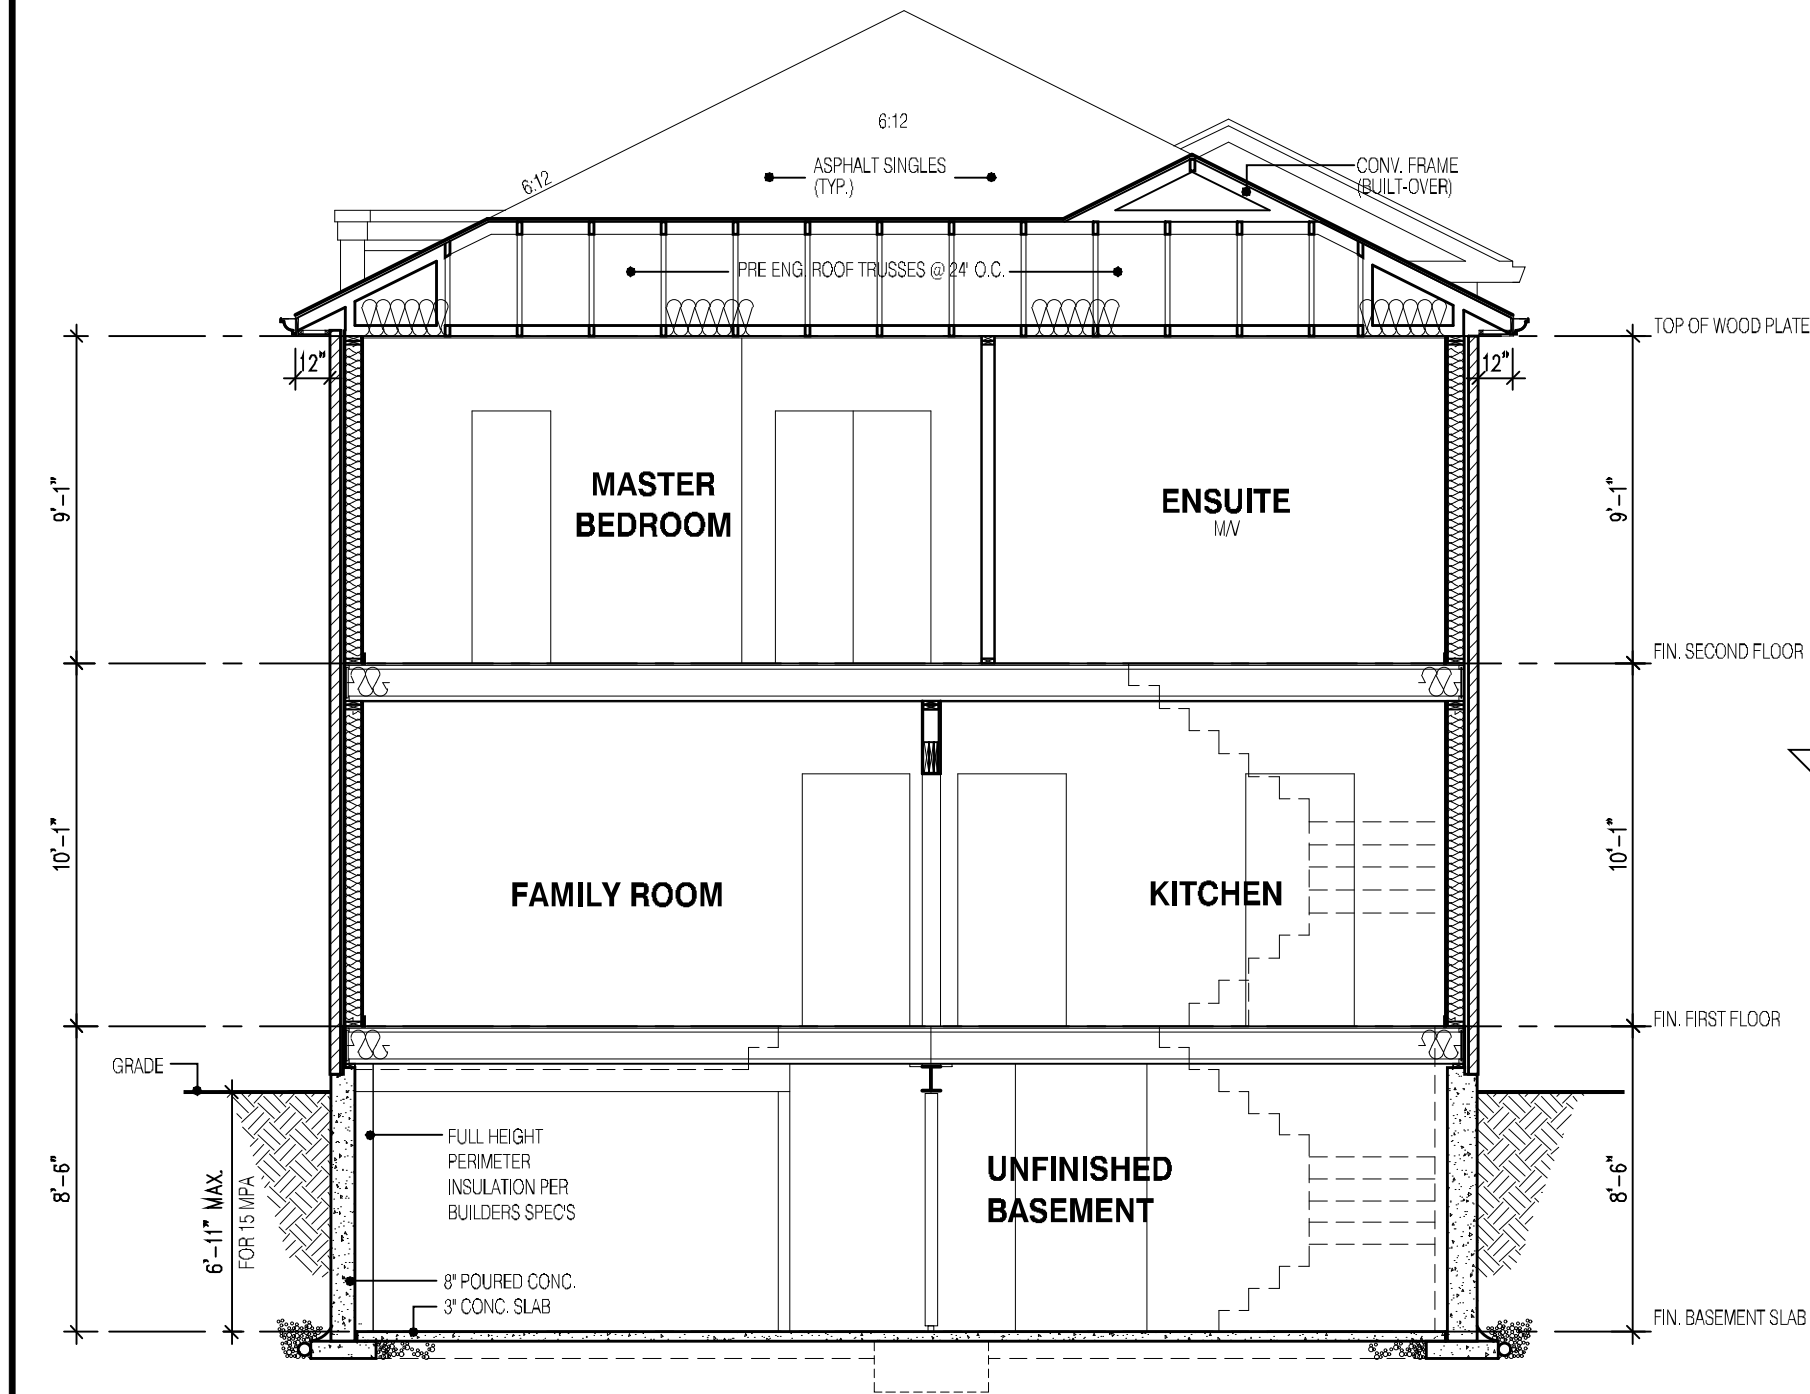 6:12
6:12
ASPHALT SINGLES
(TYP.)
CONV. FRAME
(BUILT-OVER)
PRE ENG. ROOF TRUSSES @ 24" O.C.
TOP OF WOOD PLATE
12"
12"
MASTER
BEDROOM
ENSUITE
M/V
9'-1"
9'-1"
FIN. SECOND FLOOR
10'-1"
10'-1"
FAMILY ROOM
KITCHEN
FIN. FIRST FLOOR
GRADE
FULL HEIGHT
PERIMETER
INSULATION PER
BUILDERS SPEC'S
UNFINISHED
BASEMENT
8'-6"
6'-11" MAX.
FOR 15 MPA
8'-6"
8" POURED CONC.
3" CONC. SLAB
FIN. BASEMENT SLAB